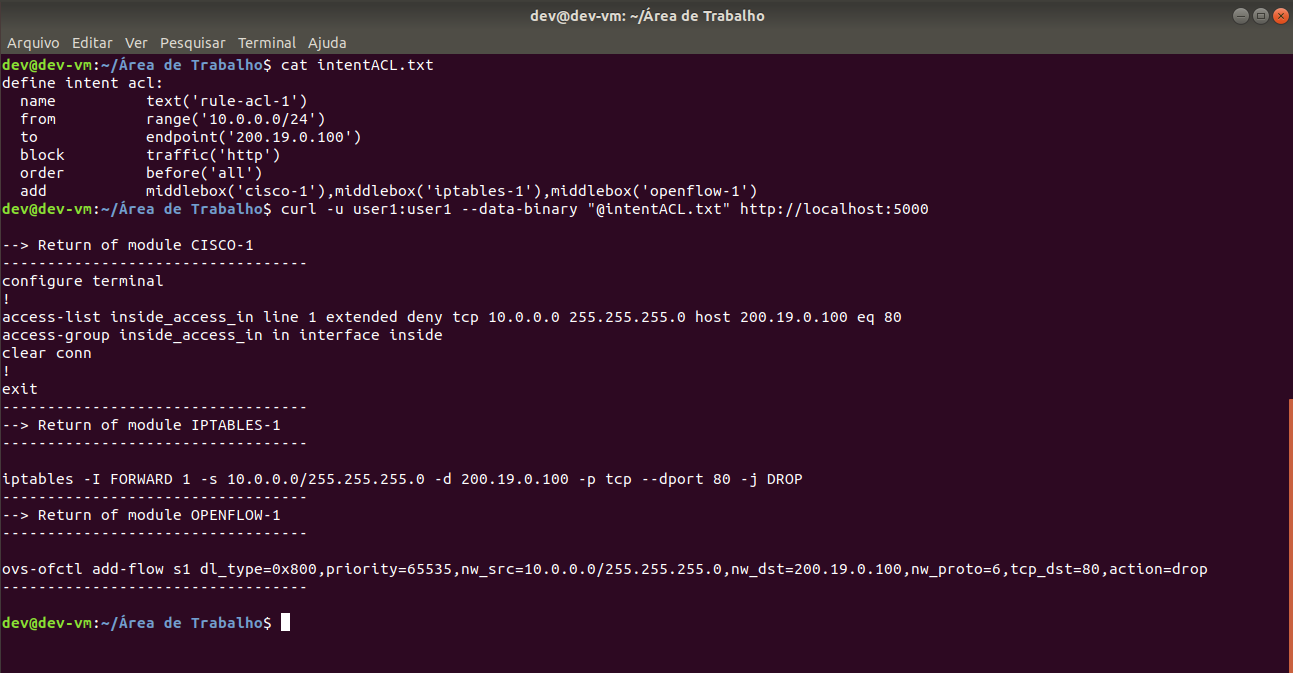 dev@dev-vm: ~/Área de Trabalho
Arquivo Editar Ver Pesquisar Terminal Ajuda
dev@dev-vm:~/Área de Trabalho$ cat intentACL.txt
define intent acl:
  name          text('rule-acl-1')
  from          range('10.0.0.0/24')
  to            endpoint('200.19.0.100')
  block         traffic('http')
  order         before('all')
  add           middlebox('cisco-1'),middlebox('iptables-1'),middlebox('openflow-1')
dev@dev-vm:~/Área de Trabalho$ curl -u user1:user1 --data-binary "@intentACL.txt" http://localhost:5000
--> Return of module CISCO-1
----------------------------------
configure terminal
!
access-list inside_access_in line 1 extended deny tcp 10.0.0.0 255.255.255.0 host 200.19.0.100 eq 80
access-group inside_access_in in interface inside
clear conn
!
exit
----------------------------------
--> Return of module IPTABLES-1
----------------------------------
iptables -I FORWARD 1 -s 10.0.0.0/255.255.255.0 -d 200.19.0.100 -p tcp --dport 80 -j DROP
----------------------------------
--> Return of module OPENFLOW-1
----------------------------------
ovs-ofctl add-flow s1 dl_type=0x800,priority=65535,nw_src=10.0.0.0/255.255.255.0,nw_dst=200.19.0.100,nw_proto=6,tcp_dst=80,action=drop
----------------------------------
dev@dev-vm:~/Área de Trabalho$